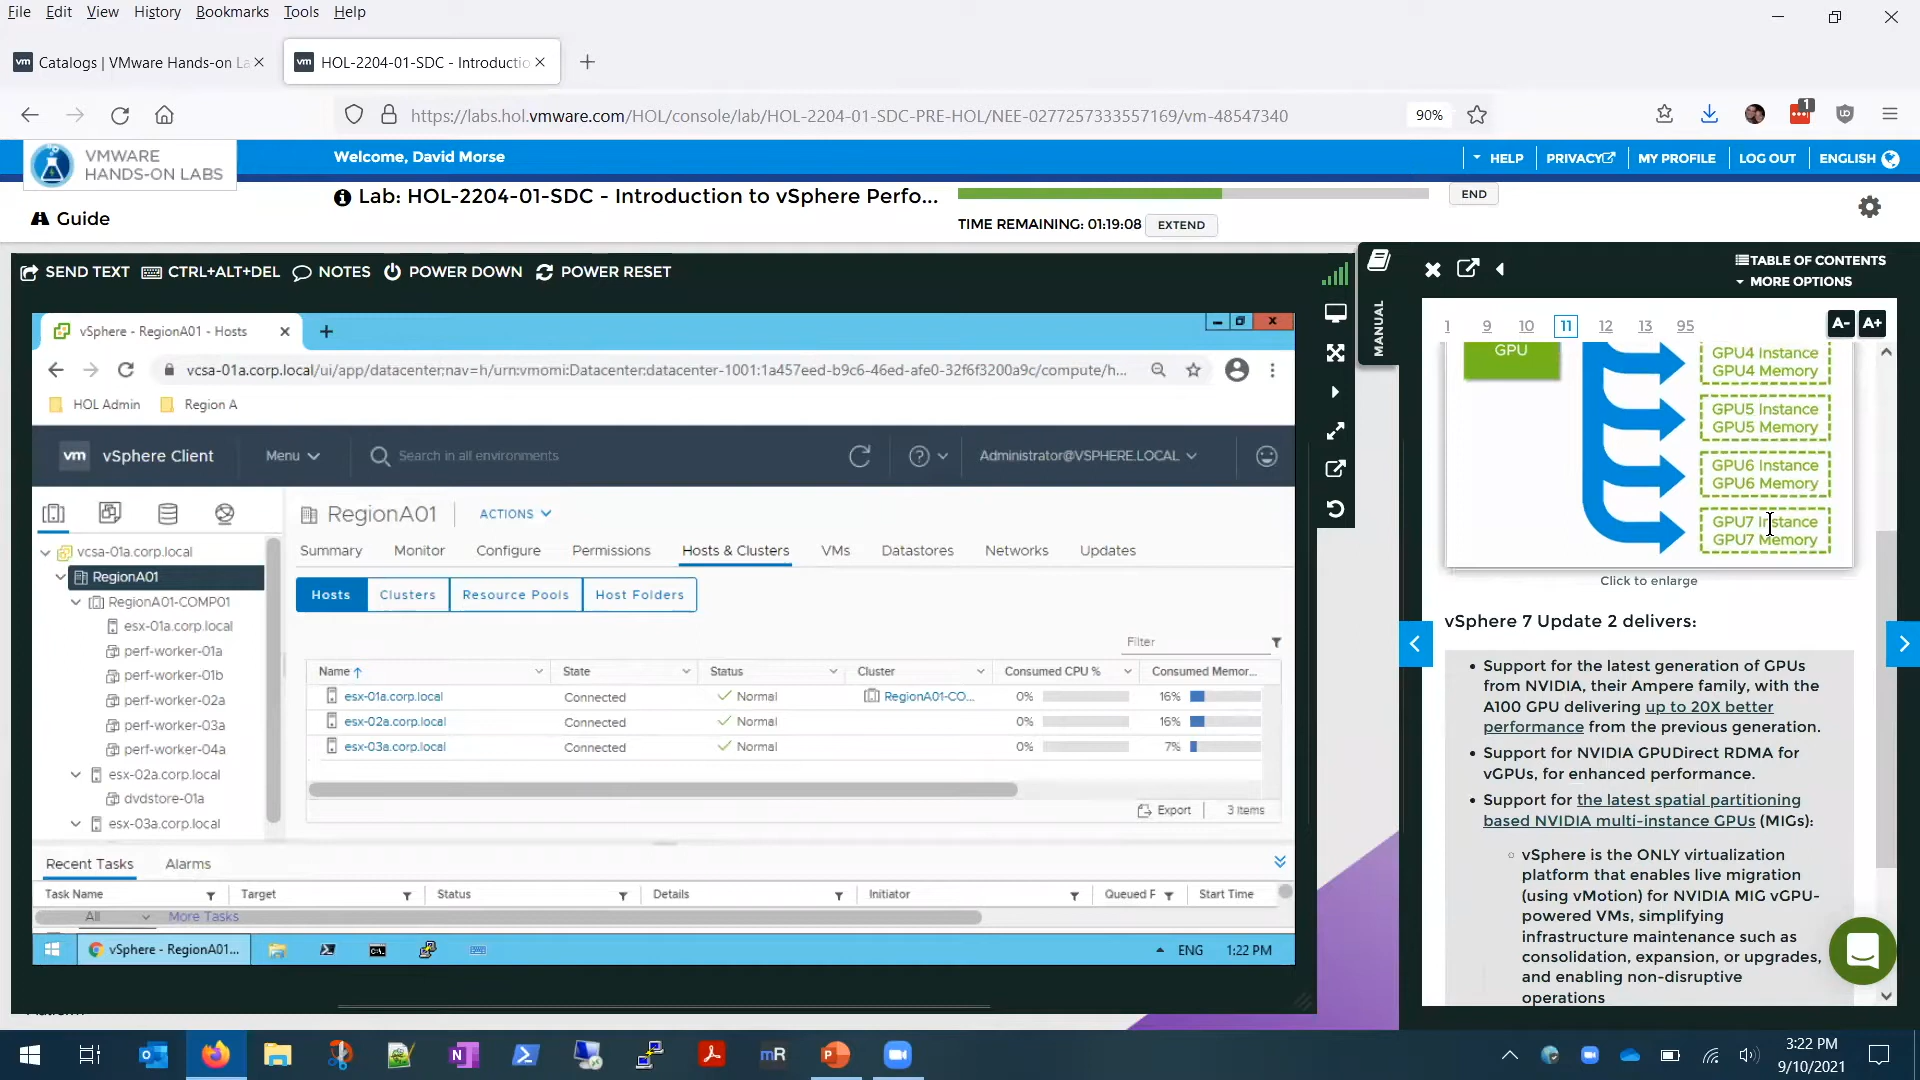 File Edit View History Bookmarks Tools Help
Catalogs | VMware Hands-on La
HOL-2204-01-SDC - Introductio
https://labs.hol.vmware.com/HOL/console/lab/HOL-2204-01-SDC-PRE-HOL/NEE-0277257333557169/vm-48547340
90%
1
VMWARE
HANDS-ON LABS
Welcome, David Morse
HELP PRIVACY MY PROFILE LOG OUT ENGLISH
Guide
Lab: HOL-2204-01-SDC - Introduction to vSphere Perfo...
END
TIME REMAINING: 01:19:08 EXTEND
SEND TEXT CTRL+ALT+DEL NOTES POWER DOWN POWER RESET
MANUAL
TABLE OF CONTENTS
MORE OPTIONS
vSphere - RegionA01 - Hosts
vcsa-01a.corp.local/ui/app/datacenter;nav=h/urn:vmomi:Datacenter:datacenter-1001:1a457eed-b9c6-46ed-afe0-32f6f3200a9c/compute/h...
HOL Admin Region A
vm vSphere Client Menu Search in all environments Administrator@VSPHERE.LOCAL
RegionA01 ACTIONS
Summary Monitor Configure Permissions Hosts & Clusters VMs Datastores Networks Updates
Hosts Clusters Resource Pools Host Folders
vcsa-01a.corp.local
RegionA01
RegionA01-COMP01
esx-01a.corp.local
perf-worker-01a
perf-worker-01b
perf-worker-02a
perf-worker-03a
perf-worker-04a
esx-02a.corp.local
dvdstore-01a
esx-03a.corp.local
Filter
Name State Status Cluster Consumed CPU % Consumed Memor...
esx-01a.corp.local Connected Normal RegionA01-CO... 0% 16%
esx-02a.corp.local Connected Normal 0% 16%
esx-03a.corp.local Connected Normal 0% 7%
Export 3 items
Recent Tasks Alarms
Task Name Target Status Details Initiator Queued F Start Time
All More Tasks
vSphere - RegionA01...
ENG 1:22 PM
1 9 10 11 12 13 95
A- A+
GPU
GPU4 Instance
GPU4 Memory
GPU5 Instance
GPU5 Memory
GPU6 Instance
GPU6 Memory
GPU7 Instance
GPU7 Memory
Click to enlarge
vSphere 7 Update 2 delivers:
• Support for the latest generation of GPUs
from NVIDIA, their Ampere family, with the
A100 GPU delivering up to 20X better
performance from the previous generation.
• Support for NVIDIA GPUDirect RDMA for
vGPUs, for enhanced performance.
• Support for the latest spatial partitioning
based NVIDIA multi-instance GPUs (MIGs):
◦ vSphere is the ONLY virtualization
platform that enables live migration
(using vMotion) for NVIDIA MIG vGPU-
powered VMs, simplifying
infrastructure maintenance such as
consolidation, expansion, or upgrades,
and enabling non-disruptive
operations
3:22 PM
9/10/2021